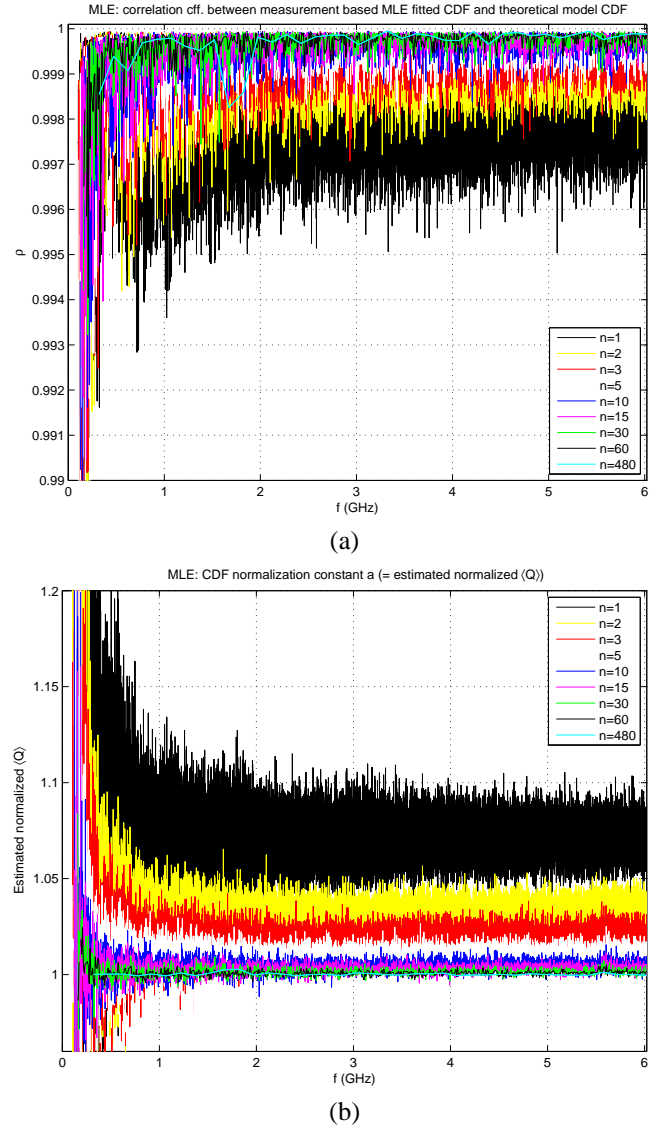 MLE: correlation cff. between measurement based MLE fitted CDF and theoretical model CDF
1
0.999
0.998
0.997
0.996
0.995
0.994
0.993
0.992
0.991
0.99
ρ
n=1
n=2
n=3
n=5
n=10
n=15
n=30
n=60
n=480
0 1 2 3 4 5 6
f (GHz)
(a)
MLE: CDF normalization constant a (= estimated normalized ⟨Q⟩)
1.2
1.15
1.1
1.05
1
Estimated normalized ⟨Q⟩
n=1
n=2
n=3
n=5
n=10
n=15
n=30
n=60
n=480
0 1 2 3 4 5 6
f (GHz)
(b)